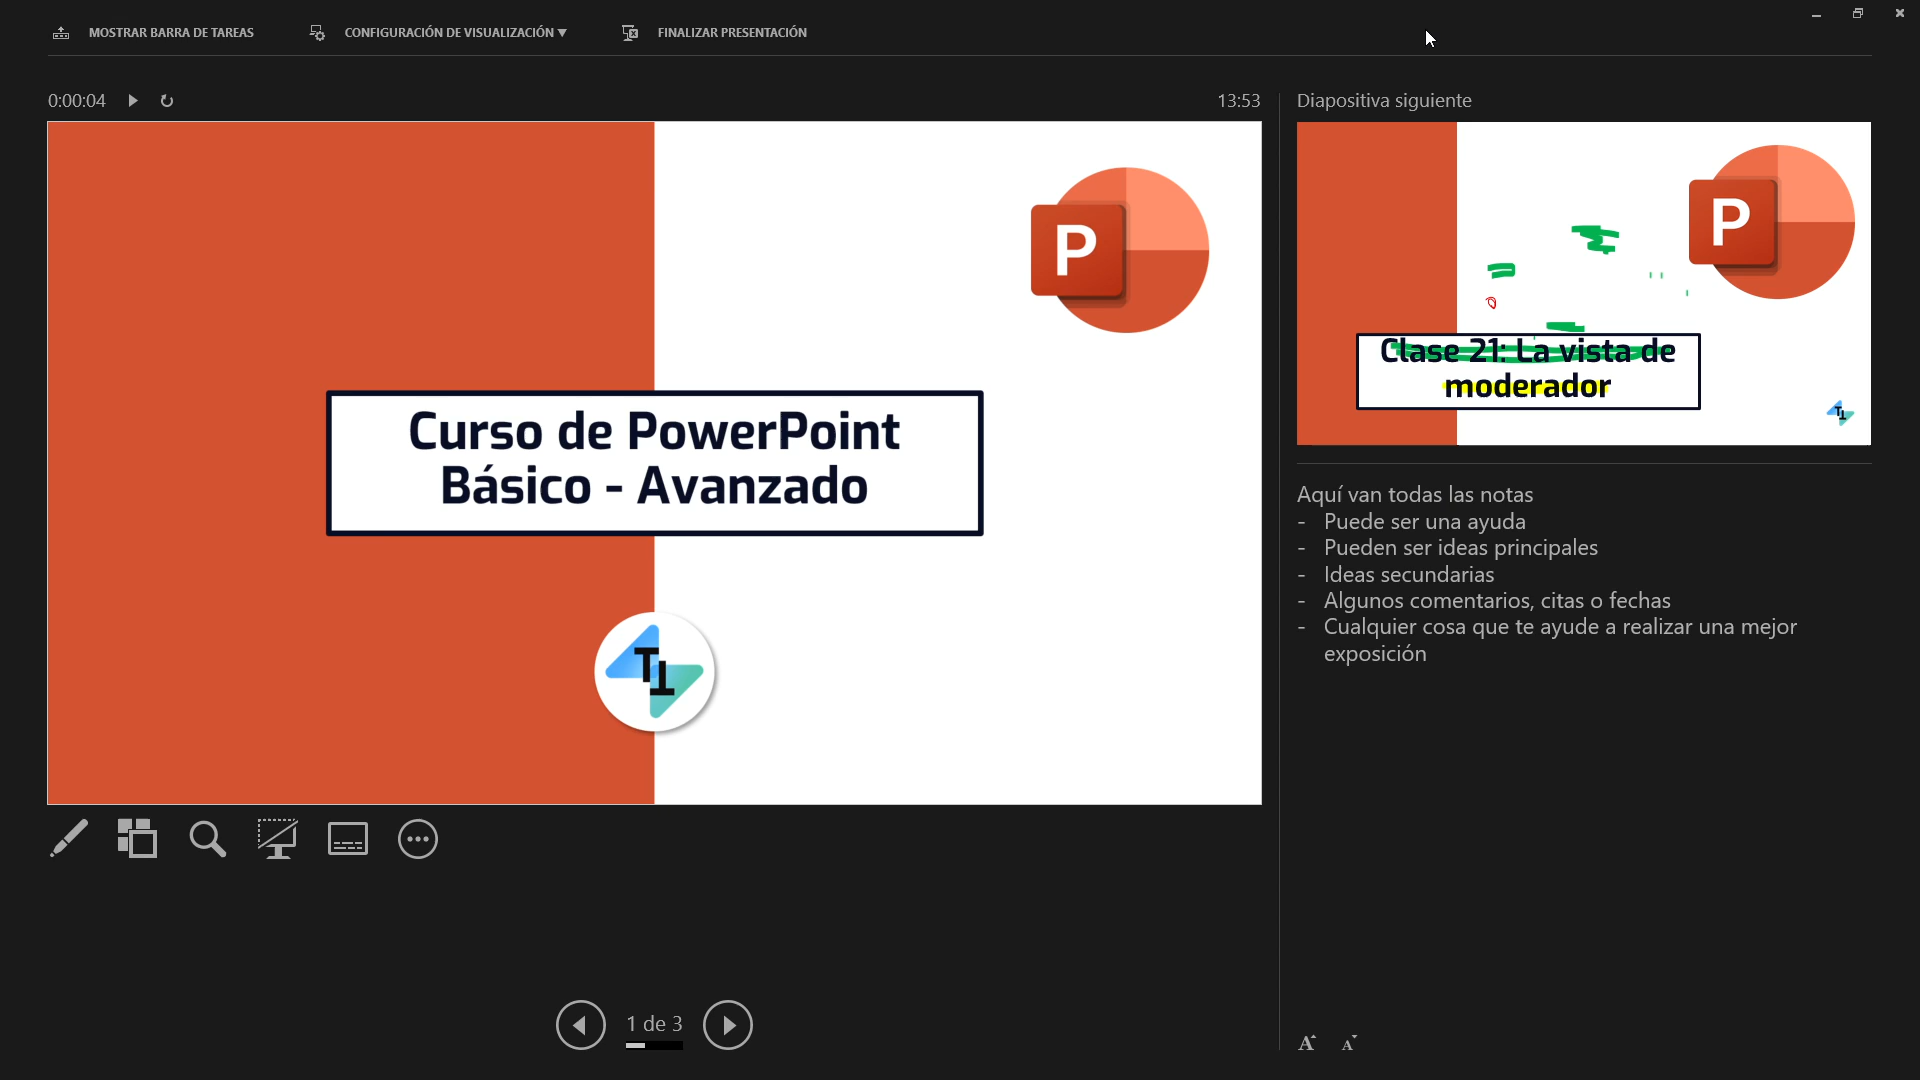 MOSTRAR BARRA DE TAREAS
CONFIGURACIÓN DE VISUALIZACIÓN ▼
FINALIZAR PRESENTACIÓN
0:00:04
13:53
Curso de PowerPoint
Básico - Avanzado
P
TI
1 de 3
Diapositiva siguiente
P
Clase 21: La vista de
moderador
TI
Aquí van todas las notas
- Puede ser una ayuda
- Pueden ser ideas principales
- Ideas secundarias
- Algunos comentarios, citas o fechas
- Cualquier cosa que te ayude a realizar una mejor
exposición
A A